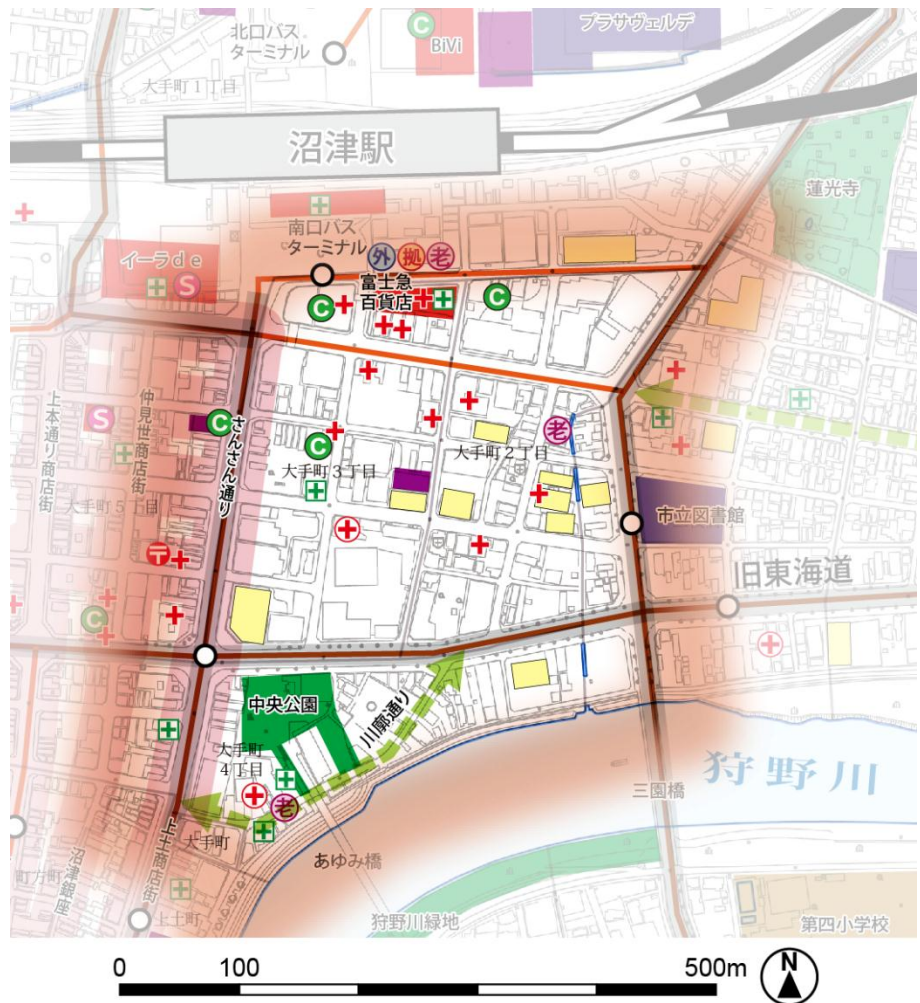 北口バス
ターミナル
C
BiVi
プラサヴェルデ
大手町1丁目
沼津駅
蓮光寺
南口バス
ターミナル
イーラde
S
外 拠 老
富士急
百貨店
C
C
仲見世商店街
上本通り商店街
S
C
さんさん通り
C
老
大手町3丁目
大手町2丁目
大手町5丁目
市立図書館
〒
旧東海道
C
中央公園
川廓通り
大手町
4丁目
老
狩野川
三園橋
大手町
上土商店街
あゆみ橋
沼津銀座
町方町
上土町
狩野川緑地
第四小学校
0 100 500m
N